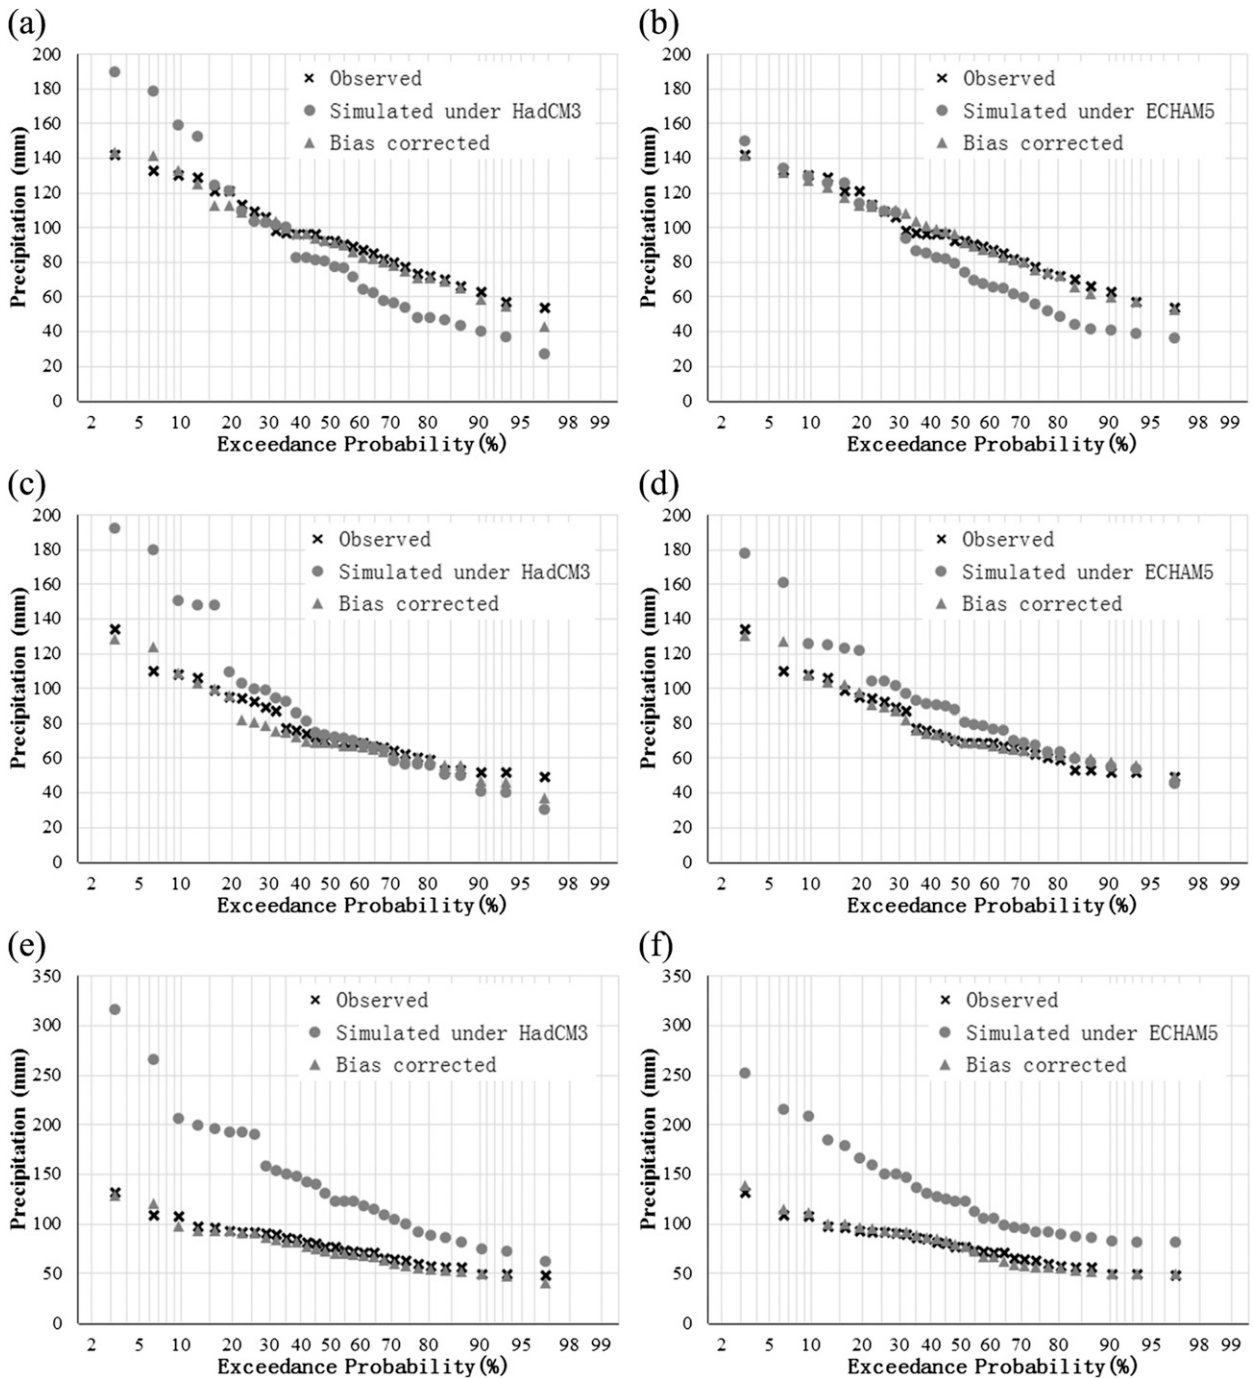 (a)
(b)
200
180
160
140
120
100
80
60
40
20
0
Precipitation (mm)
Observed
Simulated under HadCM3
Bias corrected
2 5 10 20 30 40 50 60 70 80 90 95 98 99
Exceedance Probability(%)
200
180
160
140
120
100
80
60
40
20
0
Precipitation (mm)
Observed
Simulated under ECHAM5
Bias corrected
2 5 10 20 30 40 50 60 70 80 90 95 98 99
Exceedance Probability(%)
(c)
(d)
200
180
160
140
120
100
80
60
40
20
0
Precipitation (mm)
Observed
Simulated under HadCM3
Bias corrected
2 5 10 20 30 40 50 60 70 80 90 95 98 99
Exceedance Probability(%)
200
180
160
140
120
100
80
60
40
20
0
Precipitation (mm)
Observed
Simulated under ECHAM5
Bias corrected
2 5 10 20 30 40 50 60 70 80 90 95 98 99
Exceedance Probability(%)
(e)
(f)
350
300
250
200
150
100
50
0
Precipitation (mm)
Observed
Simulated under HadCM3
Bias corrected
2 5 10 20 30 40 50 60 70 80 90 95 98 99
Exceedance Probability(%)
350
300
250
200
150
100
50
0
Precipitation (mm)
Observed
Simulated under ECHAM5
Bias corrected
2 5 10 20 30 40 50 60 70 80 90 95 98 99
Exceedance Probability(%)